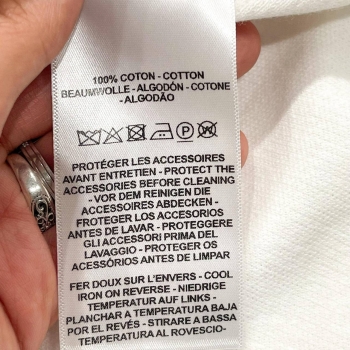 100% COTON - COTTON
BEAUMWOLLE - ALGODÓN - COTONE
- ALGODÃO
P
PROTÉGER LES ACCESSOIRES
AVANT ENTRETIEN - PROTECT THE
ACCESSORIES BEFORE CLEANING
- VOR DEM REINIGEN DIE
ACCESSOIRES ABDECKEN -
FROTEGER LOS ACCESORIOS
ANTES DE LAVAR - PROTEGGERE
GLI ACCESSORI PRIMA DEL
LAVAGGIO - PROTEGER OS
ACESSÓRIOS ANTES DE LIMPAR
FER DOUX SUR L'ENVERS - COOL
IRON ON REVERSE - NIEDRIGE
TEMPERATUR AUF LINKS -
PLANCHAR A TEMPERATURA BAJA
POR EL REVÉS - STIRARE A BASSA
TEMPERATURA AL ROVESCIO-